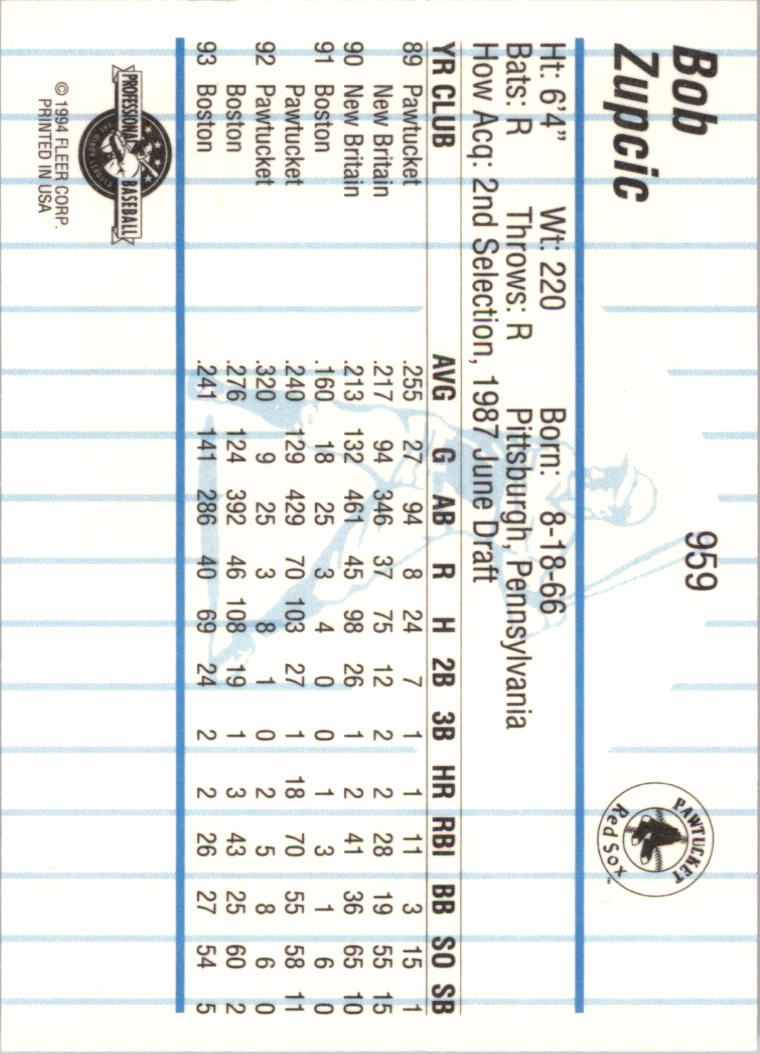 Bob
Zupcic
959
PAWTUCKET
Red Sox
™
Ht: 6'4" Wt: 220 Born: 8-18-66
Bats: R Throws: R Pittsburgh, Pennsylvania
How Acq: 2nd Selection, 1987 June Draft
YR CLUB AVG G AB R H 2B 3B HR RBI BB SO SB
89 Pawtucket .255 27 94 8 24 7 1 1 11 3 15 1
New Britain .217 94 346 37 75 12 2 2 28 19 55 15
90 New Britain .213 132 461 45 98 26 1 2 41 36 65 10
91 Boston .160 18 25 3 4 0 0 1 3 1 6 0
Pawtucket .240 129 429 70 103 27 1 18 70 55 58 11
92 Pawtucket .320 9 25 3 8 1 0 2 5 8 6 0
Boston .276 124 392 46 108 19 1 3 43 25 60 2
93 Boston .241 141 286 40 69 24 2 2 26 27 54 5
PROFESSIONAL BASEBALL
THE MINOR LEAGUES
© 1994 FLEER CORP.
PRINTED IN USA